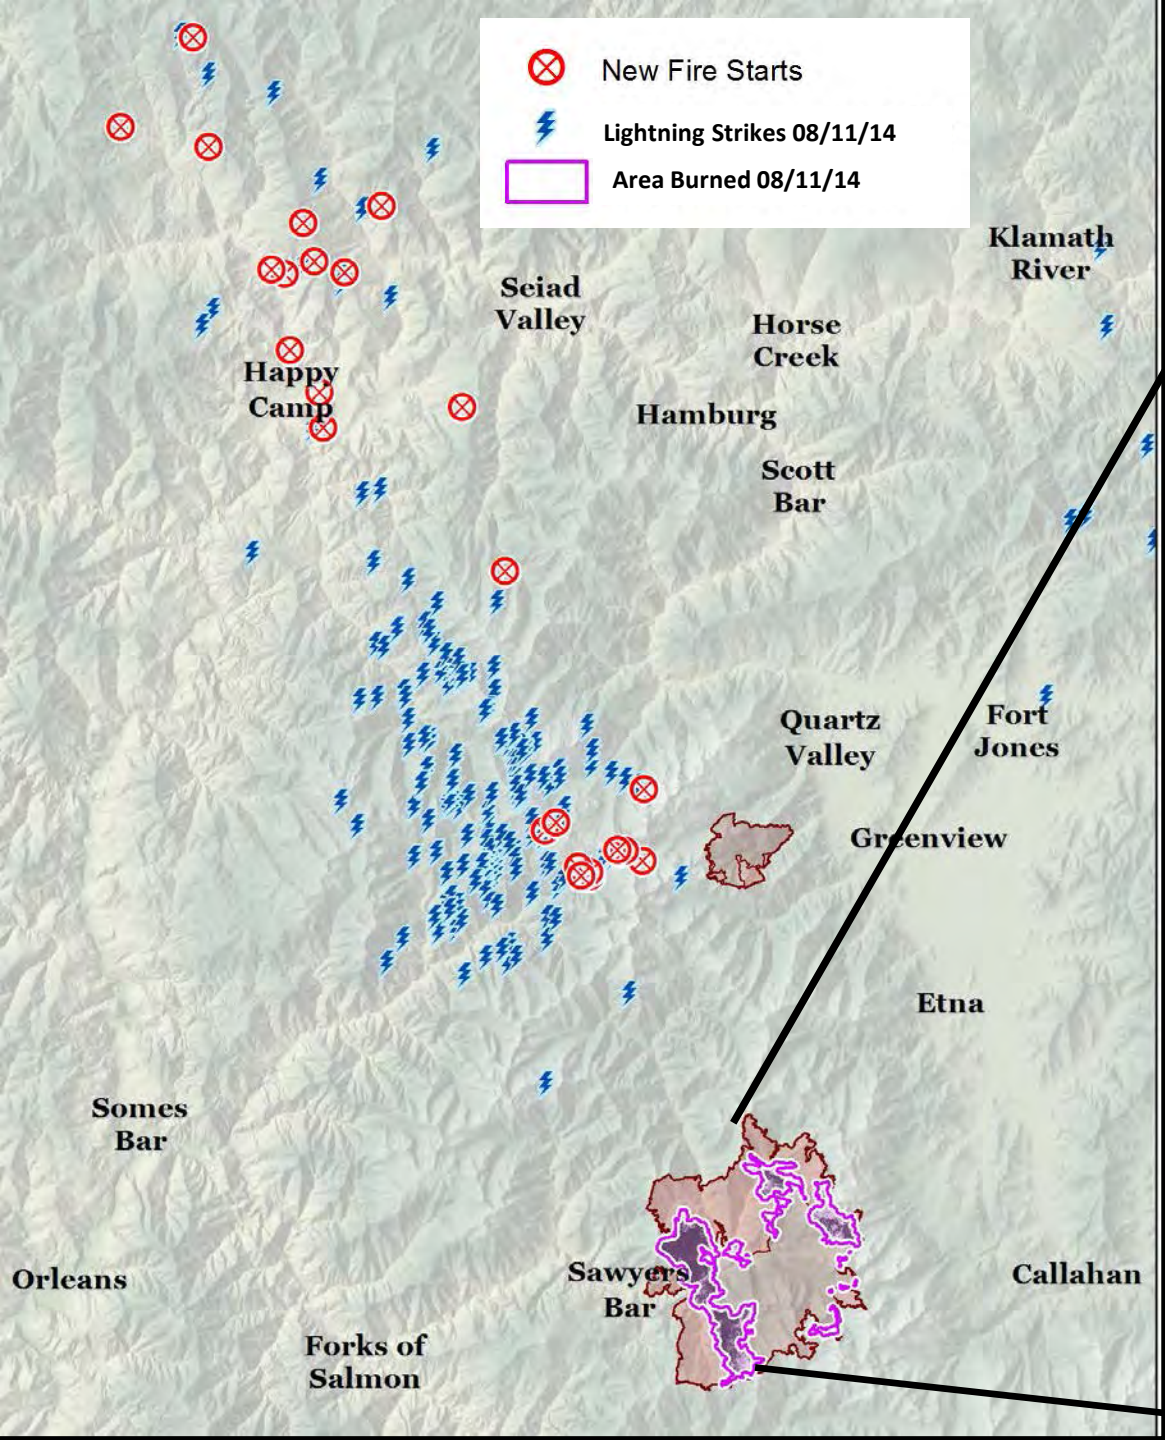 New Fire Starts
Lightning Strikes 08/11/14
Area Burned 08/11/14
Klamath
River
Seiad
Valley
Horse
Creek
Happy
Camp
Hamburg
Scott
Bar
Quartz
Valley
Fort
Jones
Greenview
Etna
Somes
Bar
Sawyers
Bar
Orleans
Callahan
Forks of
Salmon